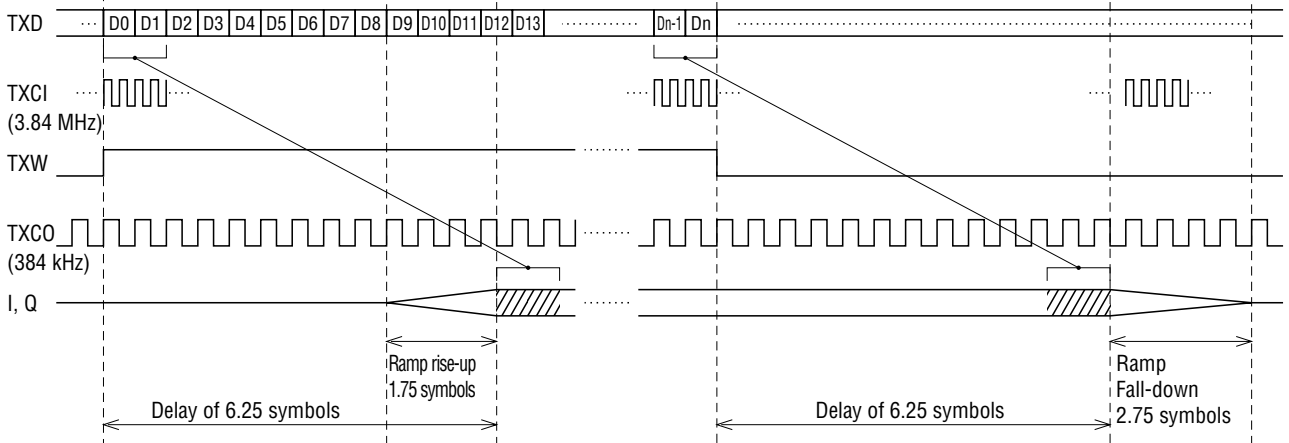 TXD ···· D0 D1 D2 D3 D4 D5 D6 D7 D8 D9 D10 D11 D12 D13 ············ Dn-1 Dn ············
TXCI ···· ···· ···· ···· ···· ····
(3.84 MHz)
TXW ·······
TXCO ·······
(384 kHz)
I, Q ·······
Ramp rise-up
1.75 symbols
Ramp
Fall-down
2.75 symbols
Delay of 6.25 symbols
Delay of 6.25 symbols